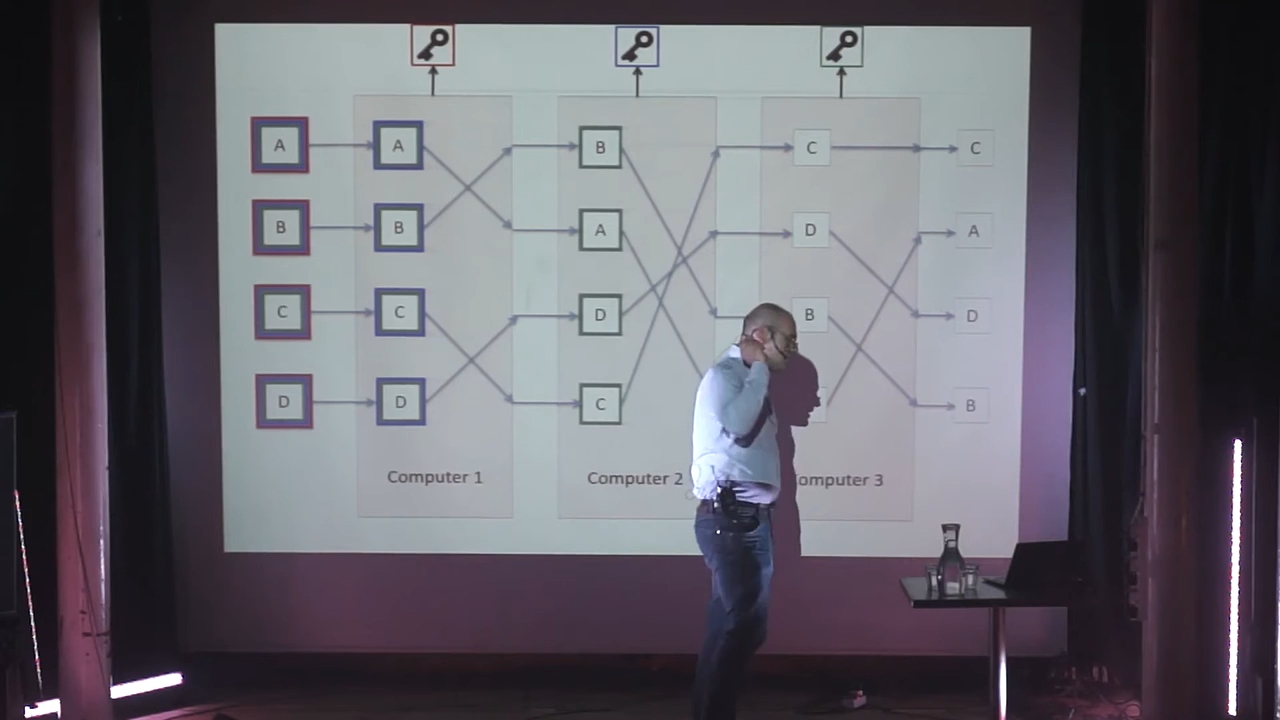 A A B C C
B B A D A
C C D B D
D D C B
Computer 1 Computer 2 omputer 3